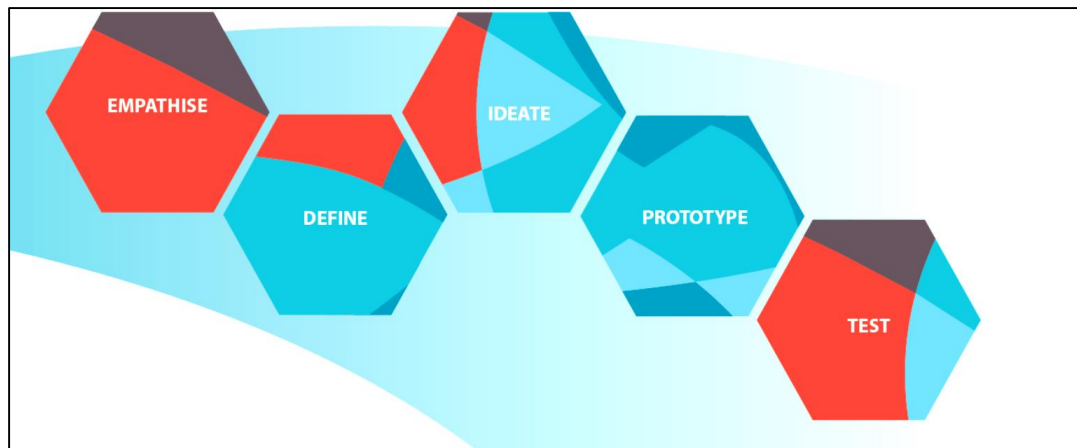 EMPATHISE
DEFINE
IDEATE
PROTOTYPE
TEST